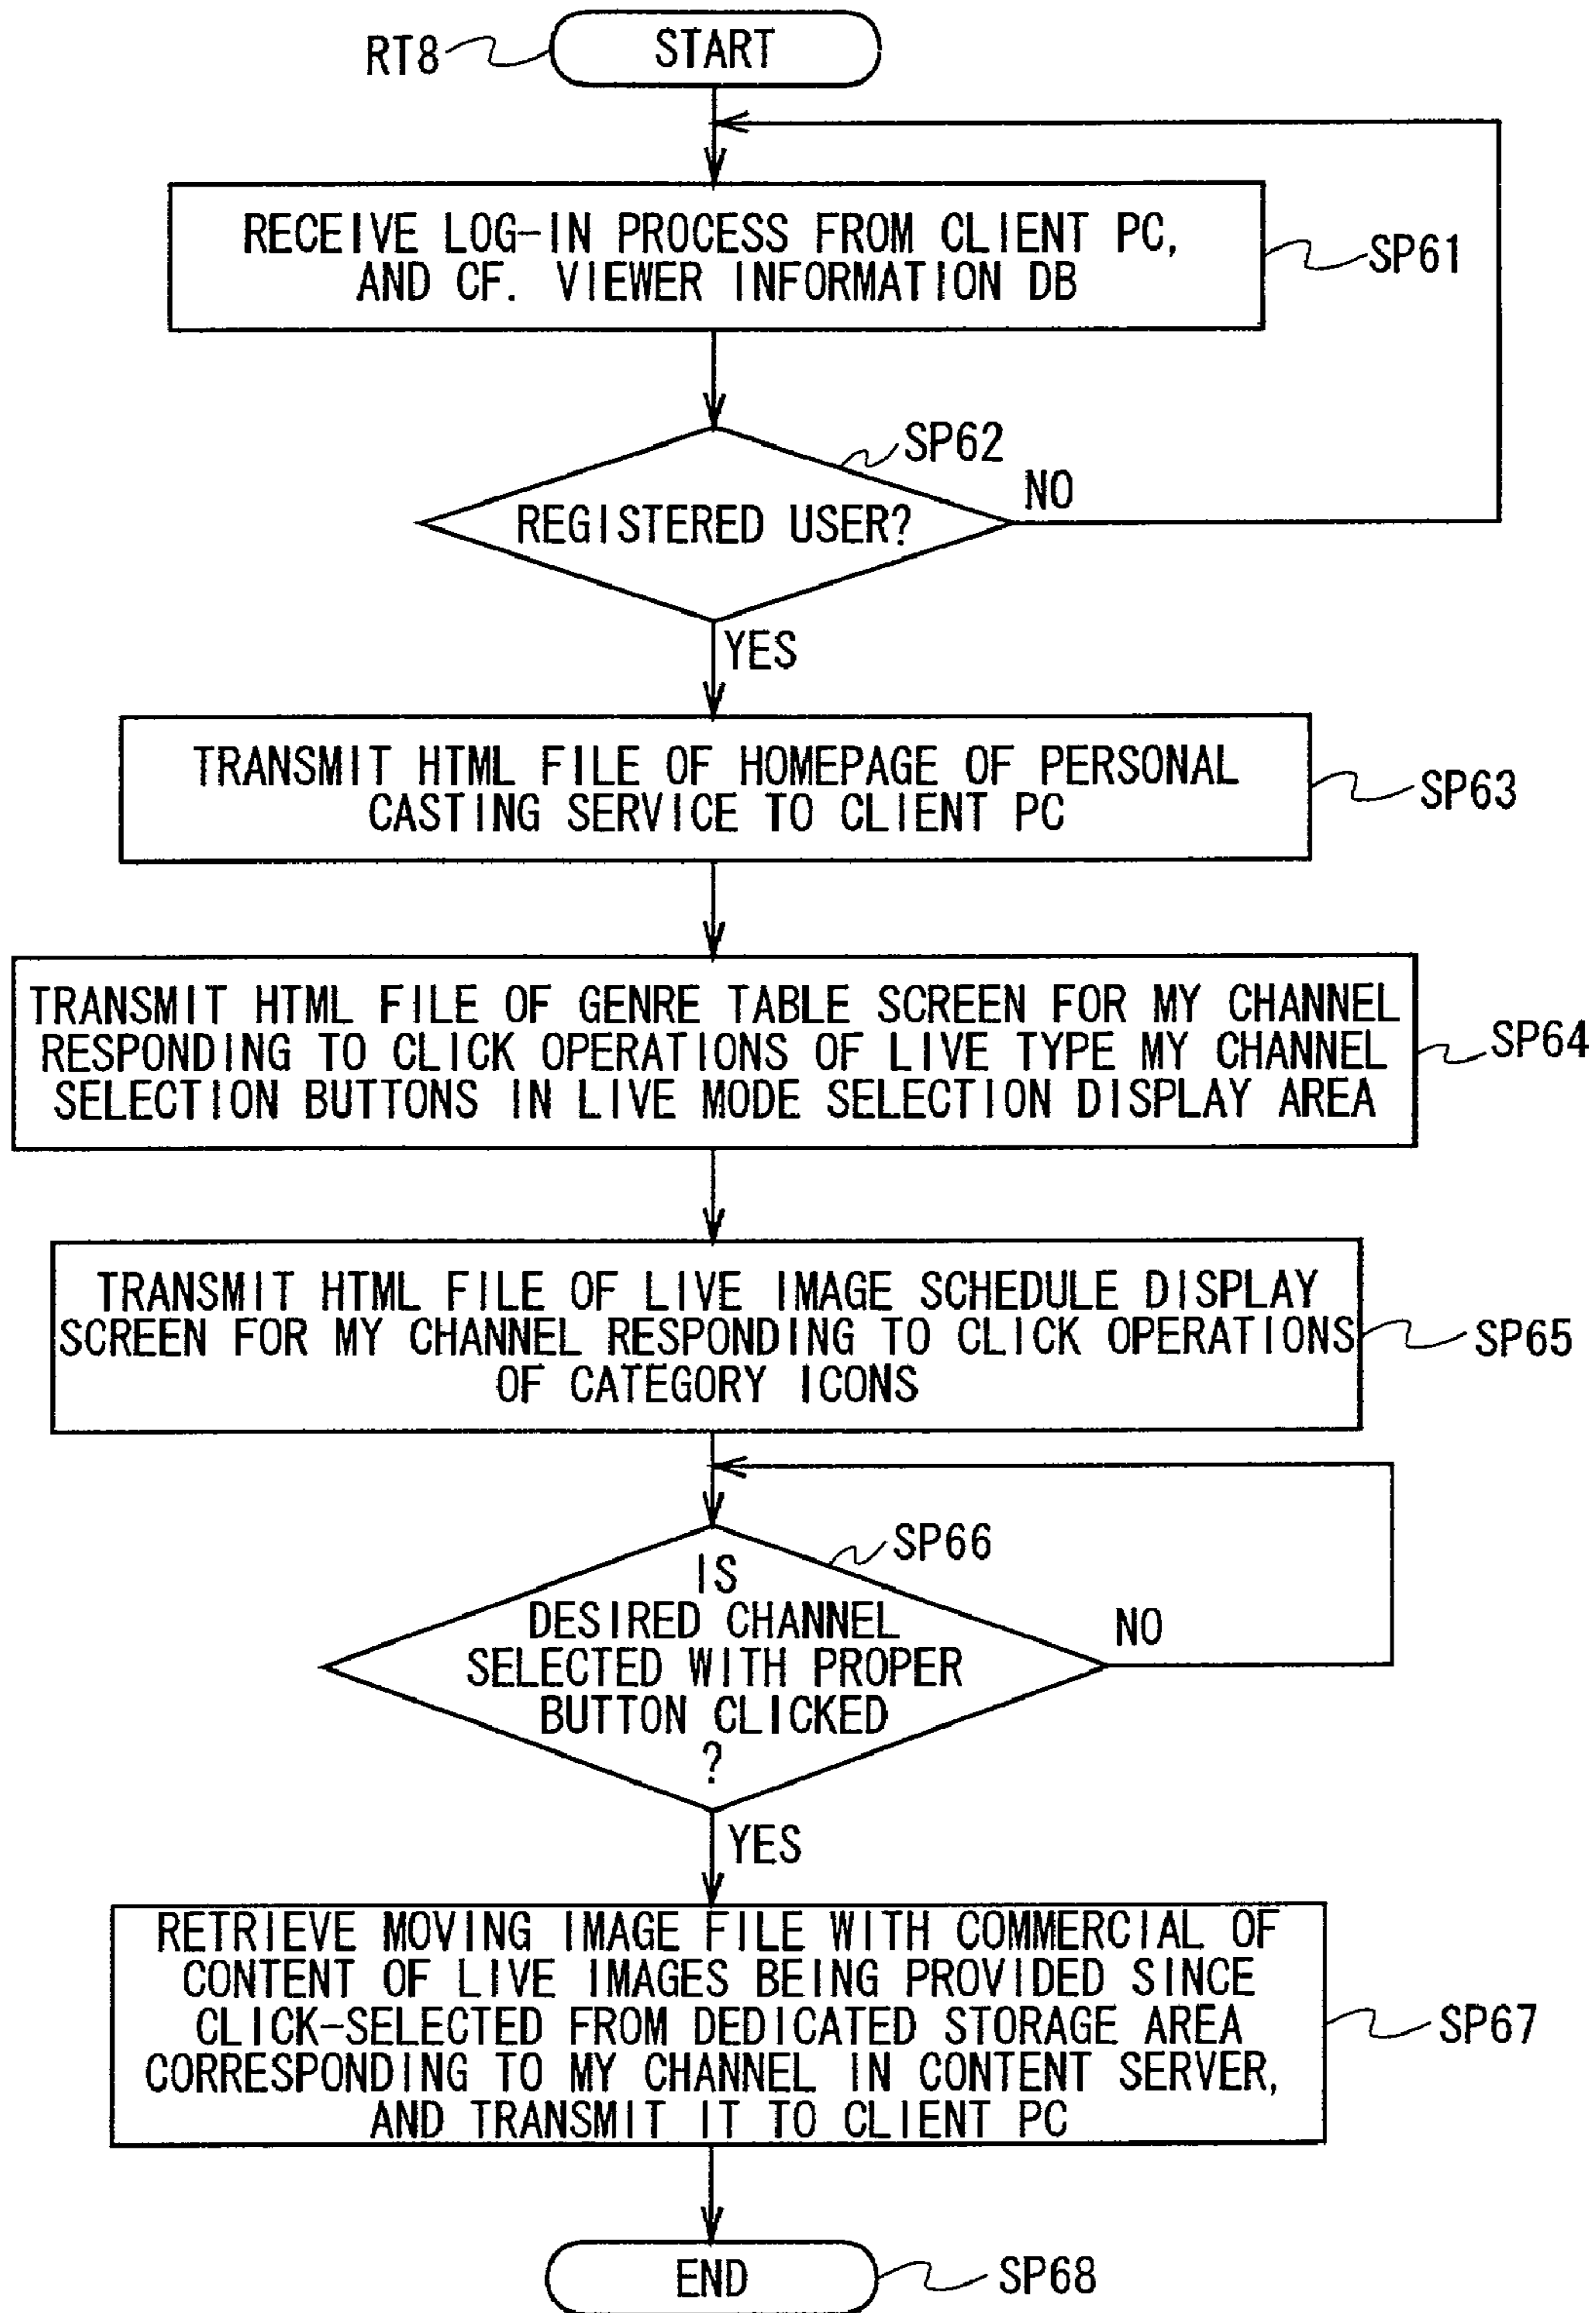 RT8
START
RECEIVE LOG-IN PROCESS FROM CLIENT PC,
AND CF. VIEWER INFORMATION DB
SP61
SP62
REGISTERED USER?
NO
YES
TRANSMIT HTML FILE OF HOMEPAGE OF PERSONAL
CASTING SERVICE TO CLIENT PC
SP63
TRANSMIT HTML FILE OF GENRE TABLE SCREEN FOR MY CHANNEL
RESPONDING TO CLICK OPERATIONS OF LIVE TYPE MY CHANNEL
SELECTION BUTTONS IN LIVE MODE SELECTION DISPLAY AREA
SP64
TRANSMIT HTML FILE OF LIVE IMAGE SCHEDULE DISPLAY
SCREEN FOR MY CHANNEL RESPONDING TO CLICK OPERATIONS
OF CATEGORY ICONS
SP65
SP66
IS
DESIRED CHANNEL
SELECTED WITH PROPER
BUTTON CLICKED
?
NO
YES
RETRIEVE MOVING IMAGE FILE WITH COMMERCIAL OF
CONTENT OF LIVE IMAGES BEING PROVIDED SINCE
CLICK-SELECTED FROM DEDICATED STORAGE AREA
CORRESPONDING TO MY CHANNEL IN CONTENT SERVER,
AND TRANSMIT IT TO CLIENT PC
SP67
END
SP68